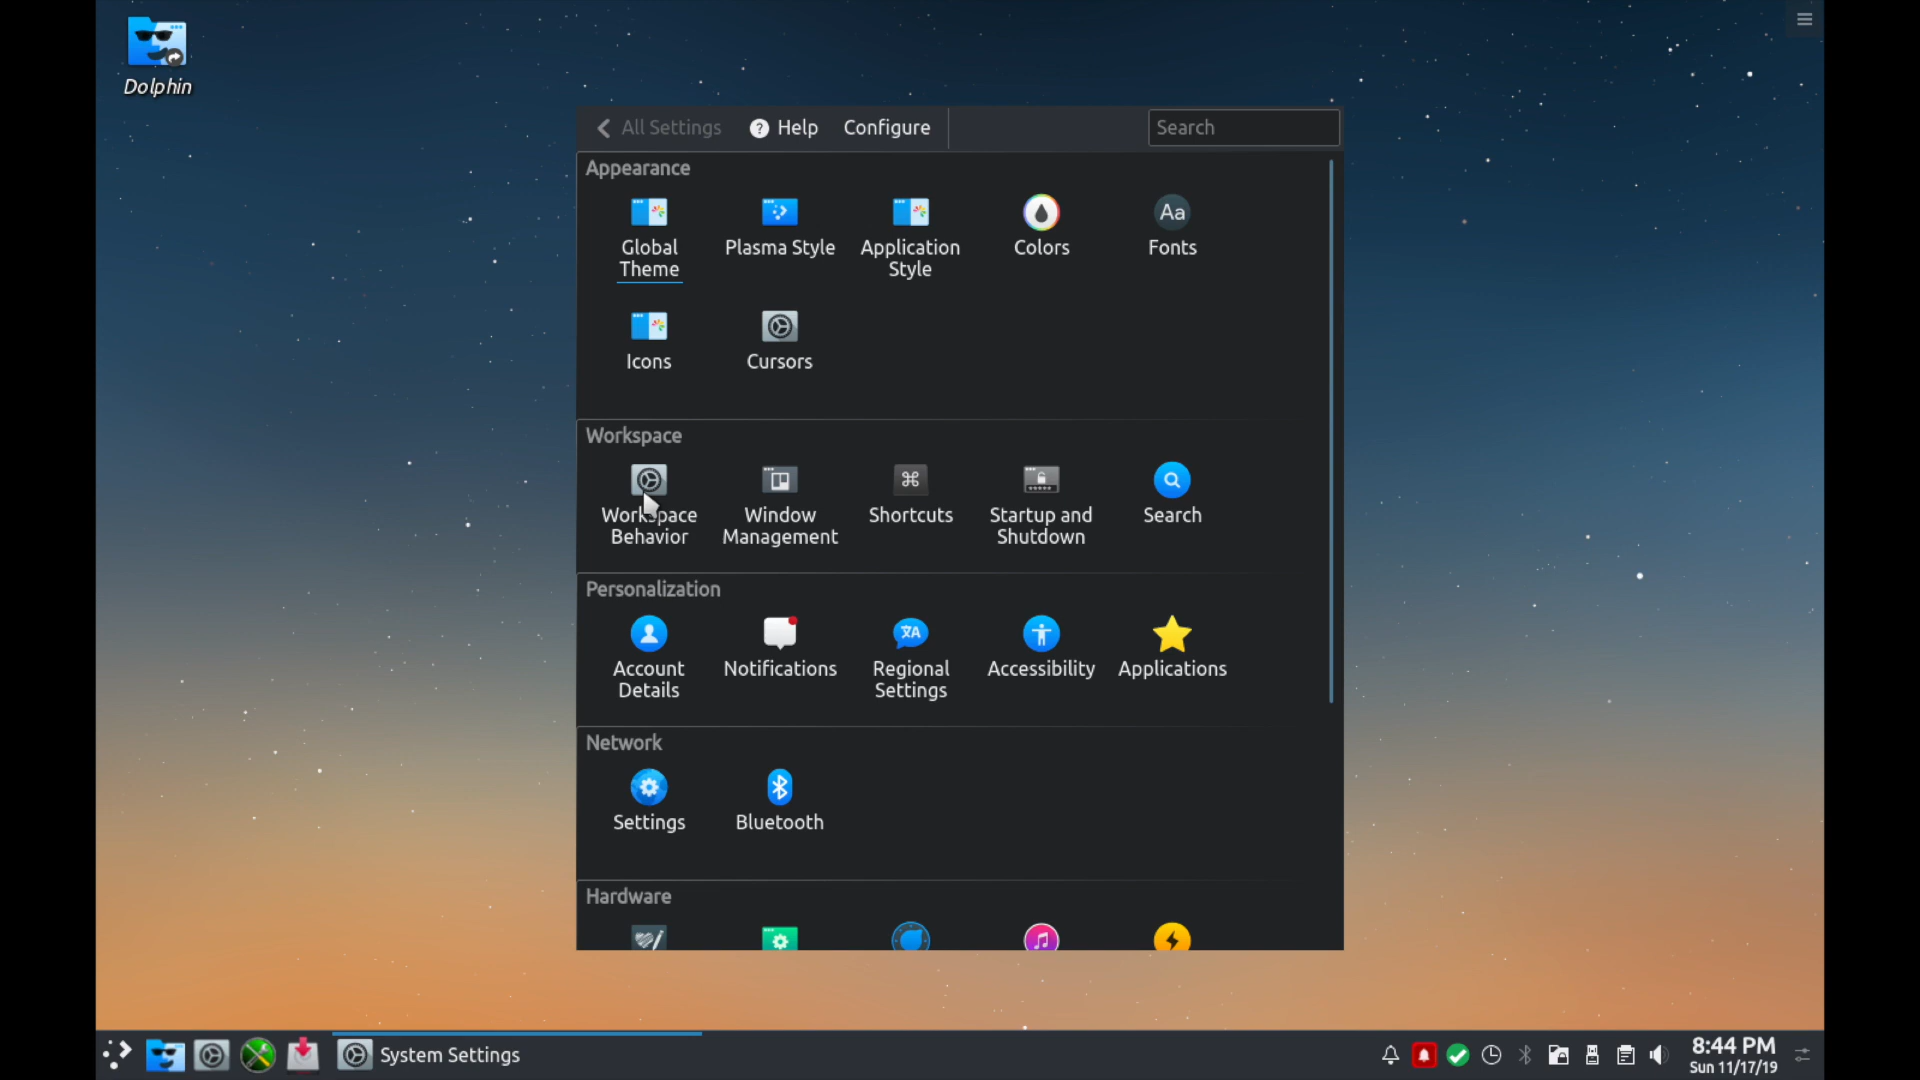 Dolphin
All Settings
? Help
Configure
Search
Appearance
Global
Theme
Plasma Style
Application
Style
Colors
Aa
Fonts
Icons
Cursors
Workspace
Workspace
Behavior
Window
Management
Shortcuts
Startup and
Shutdown
Search
Personalization
Account
Details
Notifications
Regional
Settings
Accessibility
Applications
Network
Settings
Bluetooth
Hardware
System Settings
8:44 PM
Sun 11/17/19